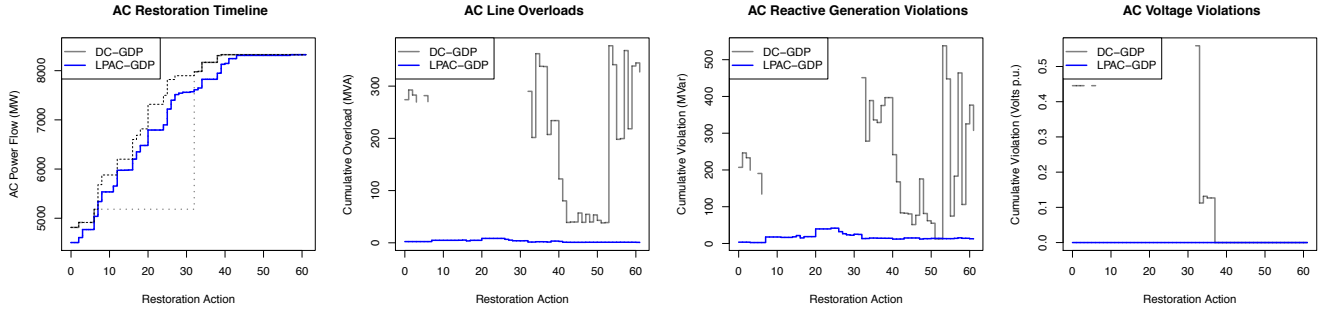 AC Restoration Timeline
DC−GDP
LPAC−GDP
AC Power Flow (MW)
5000 6000 7000 8000
0 10 20 30 40 50 60
Restoration Action
AC Line Overloads
DC−GDP
LPAC−GDP
Cumulative Overload (MVA)
0 100 200 300
0 10 20 30 40 50 60
Restoration Action
AC Reactive Generation Violations
DC−GDP
LPAC−GDP
Cumulative Violation (MVar)
0 100 200 300 400 500
0 10 20 30 40 50 60
Restoration Action
AC Voltage Violations
DC−GDP
LPAC−GDP
Cumulative Violation (Volts p.u.)
0.0 0.1 0.2 0.3 0.4 0.5
0 10 20 30 40 50 60
Restoration Action